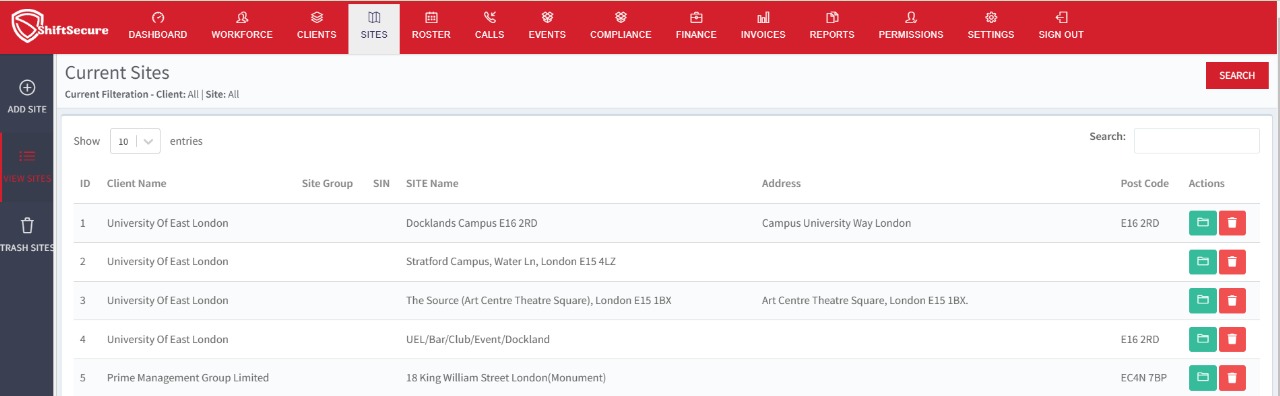 ShiftSecure
DASHBOARD WORKFORCE CLIENTS SITES ROSTER CALLS EVENTS COMPLIANCE FINANCE INVOICES REPORTS PERMISSIONS SETTINGS SIGN OUT
ADD SITE
VIEW SITES
TRASH SITES
Current Sites
Current Filteration - Client: All | Site: All
SEARCH
Show 10 entries
Search:
ID Client Name Site Group SIN SITE Name Address Post Code Actions
1 University Of East London Docklands Campus E16 2RD Campus University Way London E16 2RD
2 University Of East London Stratford Campus, Water Ln, London E15 4LZ
3 University Of East London The Source (Art Centre Theatre Square), London E15 1BX Art Centre Theatre Square, London E15 1BX.
4 University Of East London UEL/Bar/Club/Event/Dockland E16 2RD
5 Prime Management Group Limited 18 King William Street London(Monument) EC4N 7BP